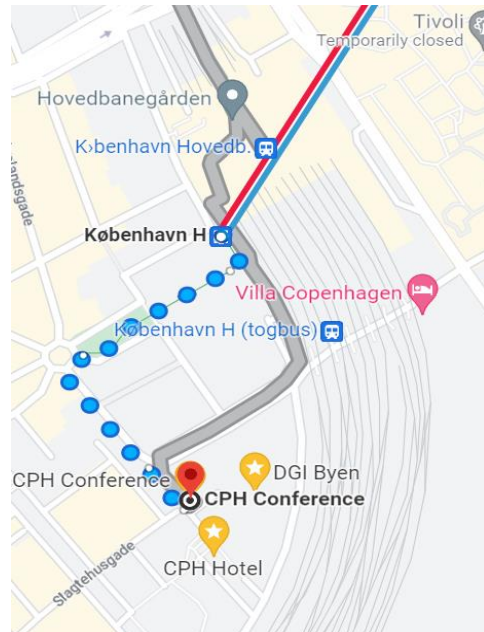 Tivoli
Temporarily closed
Hovedbanegården
K›benhavn Hovedb.
København H
Villa Copenhagen
København H (togbus)
CPH Conference
DGI Byen
CPH Conference
CPH Hotel
Slagtehusgade